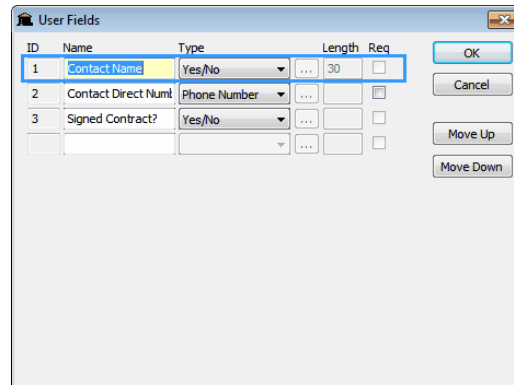 User Fields
ID Name Type Length Req
1 Contact Name Yes/No ... 30
2 Contact Direct Numb Phone Number ...
3 Signed Contract? Yes/No ...
...
OK
Cancel
Move Up
Move Down